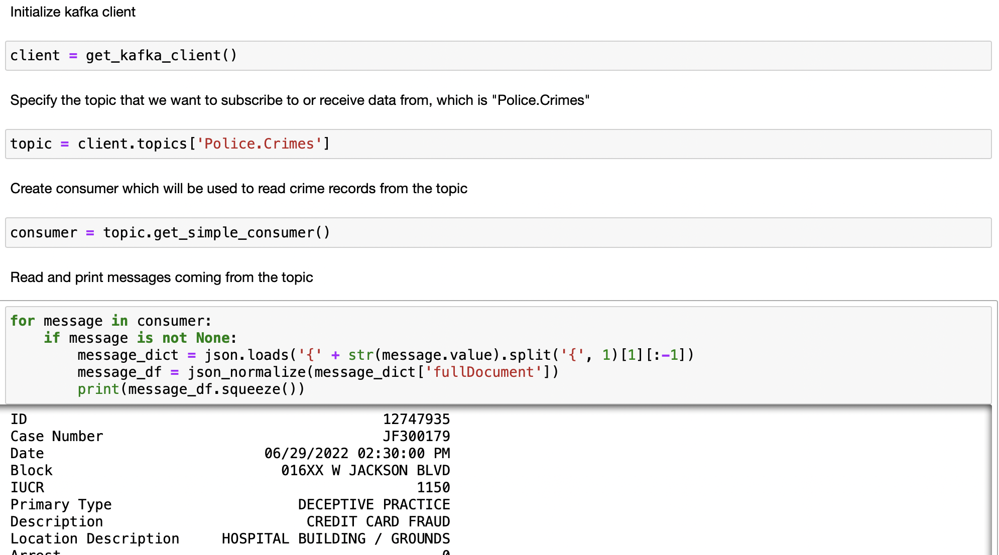 Initialize kafka client
client = get_kafka_client()
Specify the topic that we want to subscribe to or receive data from, which is "Police.Crimes"
topic = client.topics['Police.Crimes']
Create consumer which will be used to read crime records from the topic
consumer = topic.get_simple_consumer()
Read and print messages coming from the topic
for message in consumer:
    if message is not None:
        message_dict = json.loads('{' + str(message.value).split('{', 1)[1][:-1])
        message_df = json_normalize(message_dict['fullDocument'])
        print(message_df.squeeze())
ID                                          12747935
Case Number                                 JF300179
Date                          06/29/2022 02:30:00 PM
Block                           016XX W JACKSON BLVD
IUCR                                            1150
Primary Type                      DECEPTIVE PRACTICE
Description                        CREDIT CARD FRAUD
Location Description     HOSPITAL BUILDING / GROUNDS
Arrest                                             0